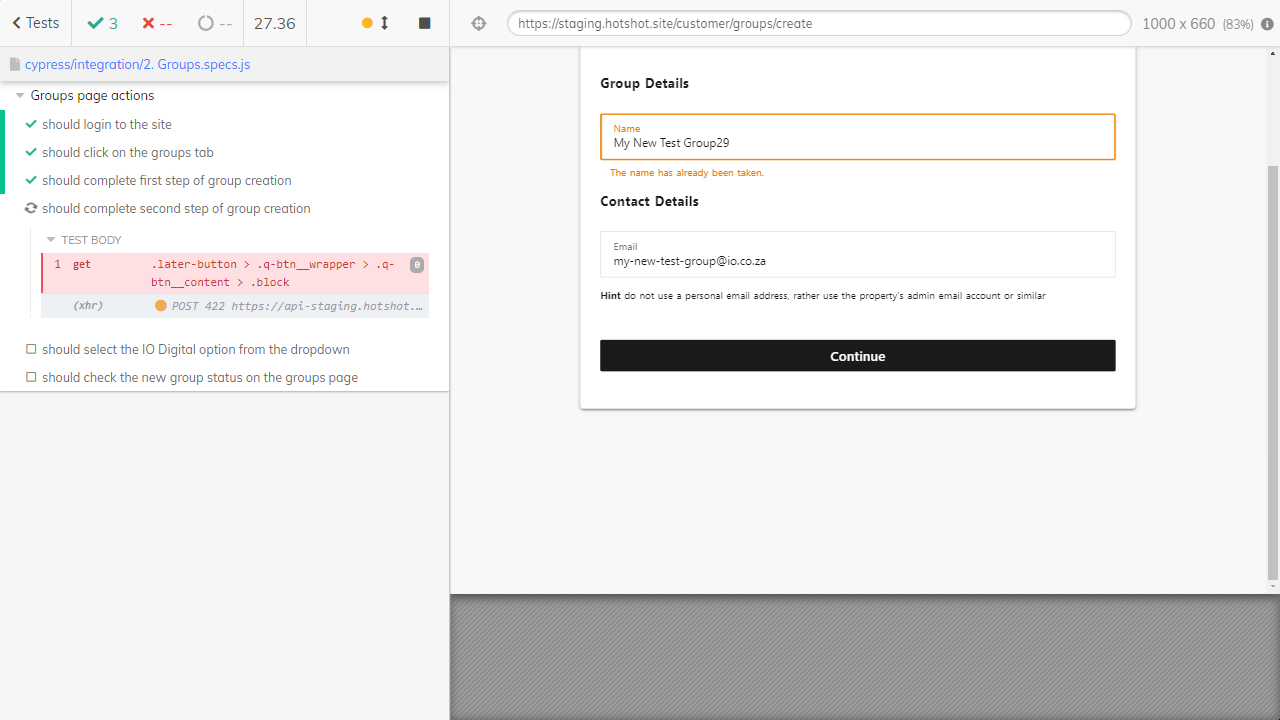 Tests
3
--
--
27.36
https://staging.hotshot.site/customer/groups/create
1000 x 660 (83%)
cypress/integration/2. Groups.specs.js
Groups page actions
should login to the site
should click on the groups tab
should complete first step of group creation
should complete second step of group creation
TEST BODY
1 get .later-button > .q-btn__wrapper > .q-
btn__content > .block
0
(xhr) POST 422 https://api-staging.hotshot....
should select the IO Digital option from the dropdown
should check the new group status on the groups page
Group Details
Name
My New Test Group29
The name has already been taken.
Contact Details
Email
my-new-test-group@io.co.za
Hint do not use a personal email address, rather use the property's admin email account or similar
Continue